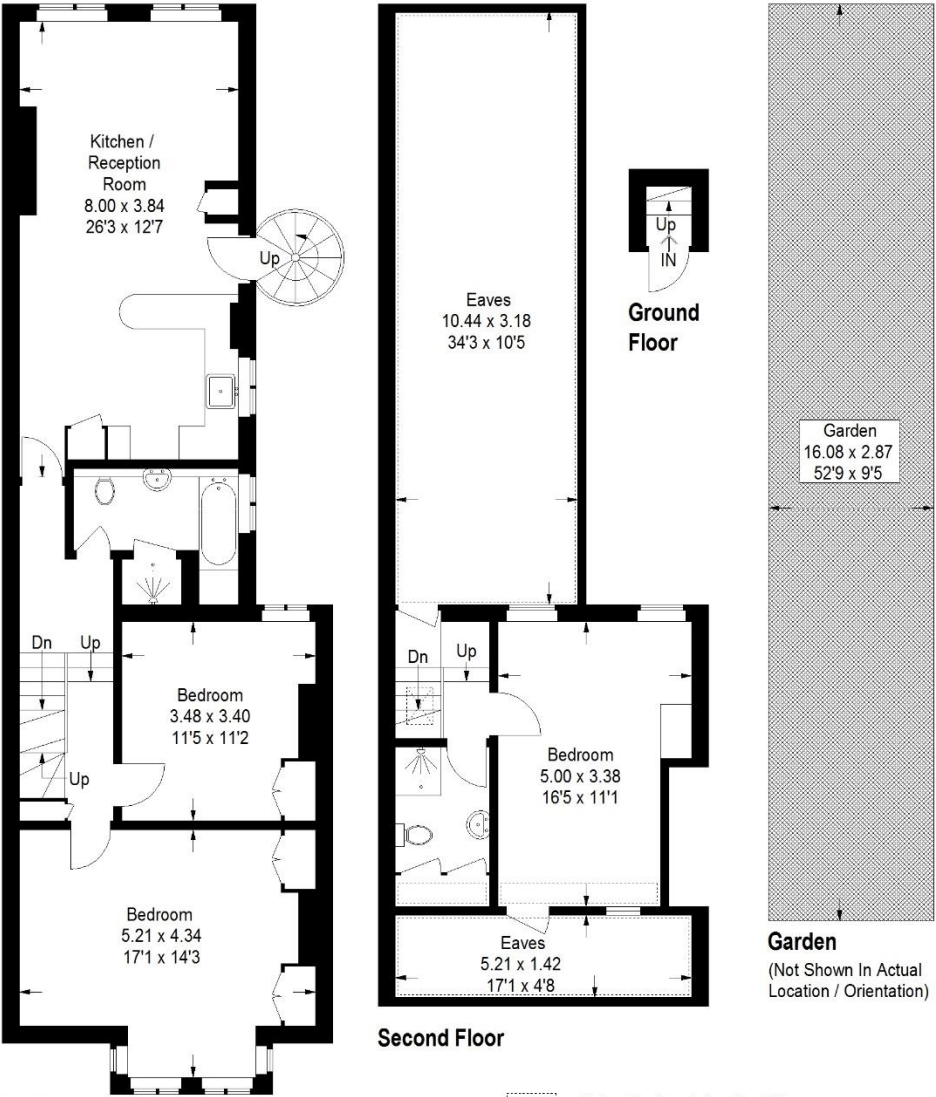 Kitchen /
Reception
Room
8.00 x 3.84
26'3 x 12'7
Up
Dn
Up
Up
Bedroom
3.48 x 3.40
11'5 x 11'2
Bedroom
5.21 x 4.34
17'1 x 14'3
Eaves
10.44 x 3.18
34'3 x 10'5
Dn
Up
Bedroom
5.00 x 3.38
16'5 x 11'1
Eaves
5.21 x 1.42
17'1 x 4'8
Second Floor
Up
IN
Ground
Floor
Garden
16.08 x 2.87
52'9 x 9'5
Garden
(Not Shown In Actual
Location / Orientation)